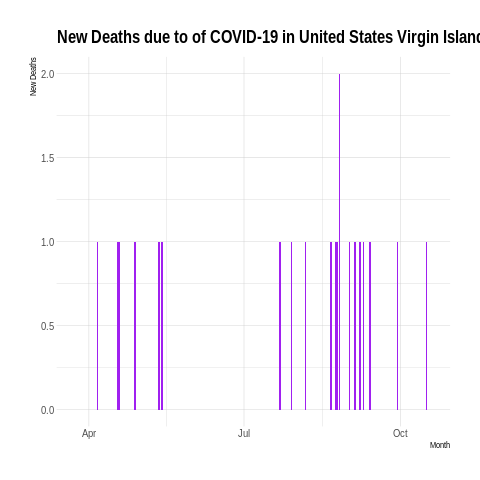 New Deaths due to of COVID-19 in United States Virgin Island
New Deaths
2.0
1.5
1.0
0.5
0.0
Apr
Jul
Oct
Month